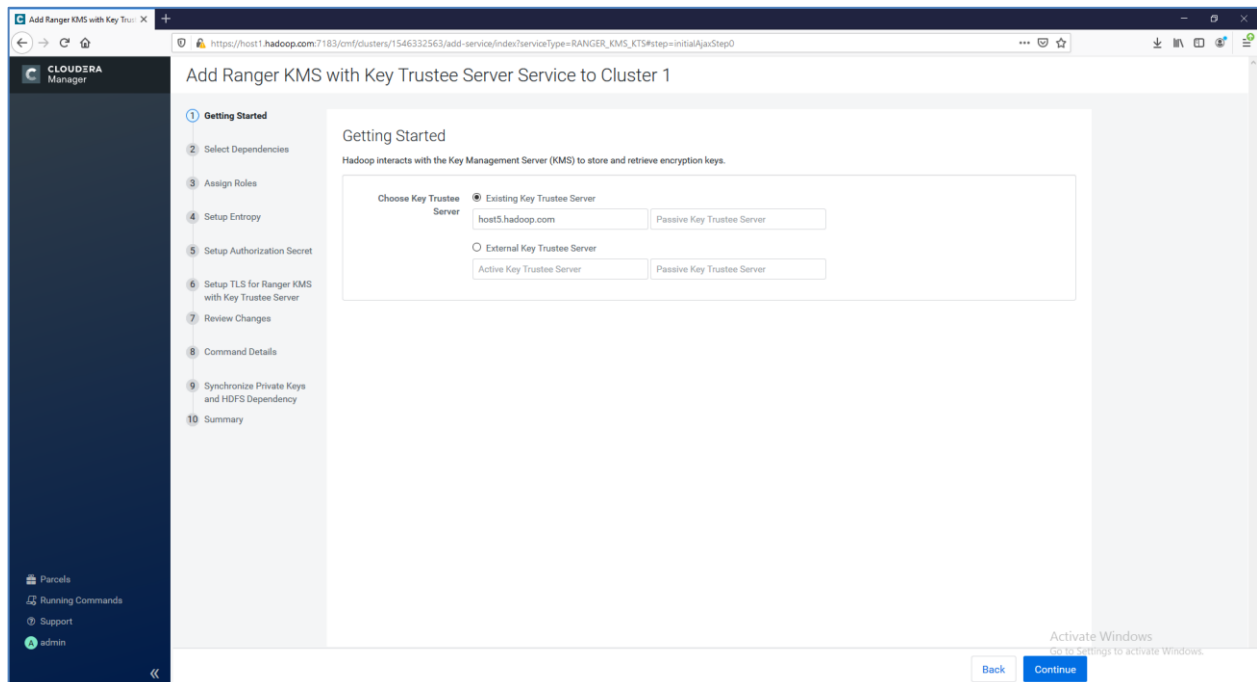 Add Ranger KMS with Key Trus
https://host1.hadoop.com:7183/cmf/clusters/1546332563/add-service/index?serviceType=RANGER_KMS_KTS#step=initialAjaxStep0
CLOUDERA
Manager
Add Ranger KMS with Key Trustee Server Service to Cluster 1
1 Getting Started
2 Select Dependencies
3 Assign Roles
4 Setup Entropy
5 Setup Authorization Secret
6 Setup TLS for Ranger KMS
with Key Trustee Server
7 Review Changes
8 Command Details
9 Synchronize Private Keys
and HDFS Dependency
10 Summary
Getting Started
Hadoop interacts with the Key Management Server (KMS) to store and retrieve encryption keys.
Choose Key Trustee
Server
Existing Key Trustee Server
host5.hadoop.com Passive Key Trustee Server
External Key Trustee Server
Active Key Trustee Server Passive Key Trustee Server
Parcels
Running Commands
Support
A admin
Activate Windows
Go to Settings to activate Windows.
Back Continue